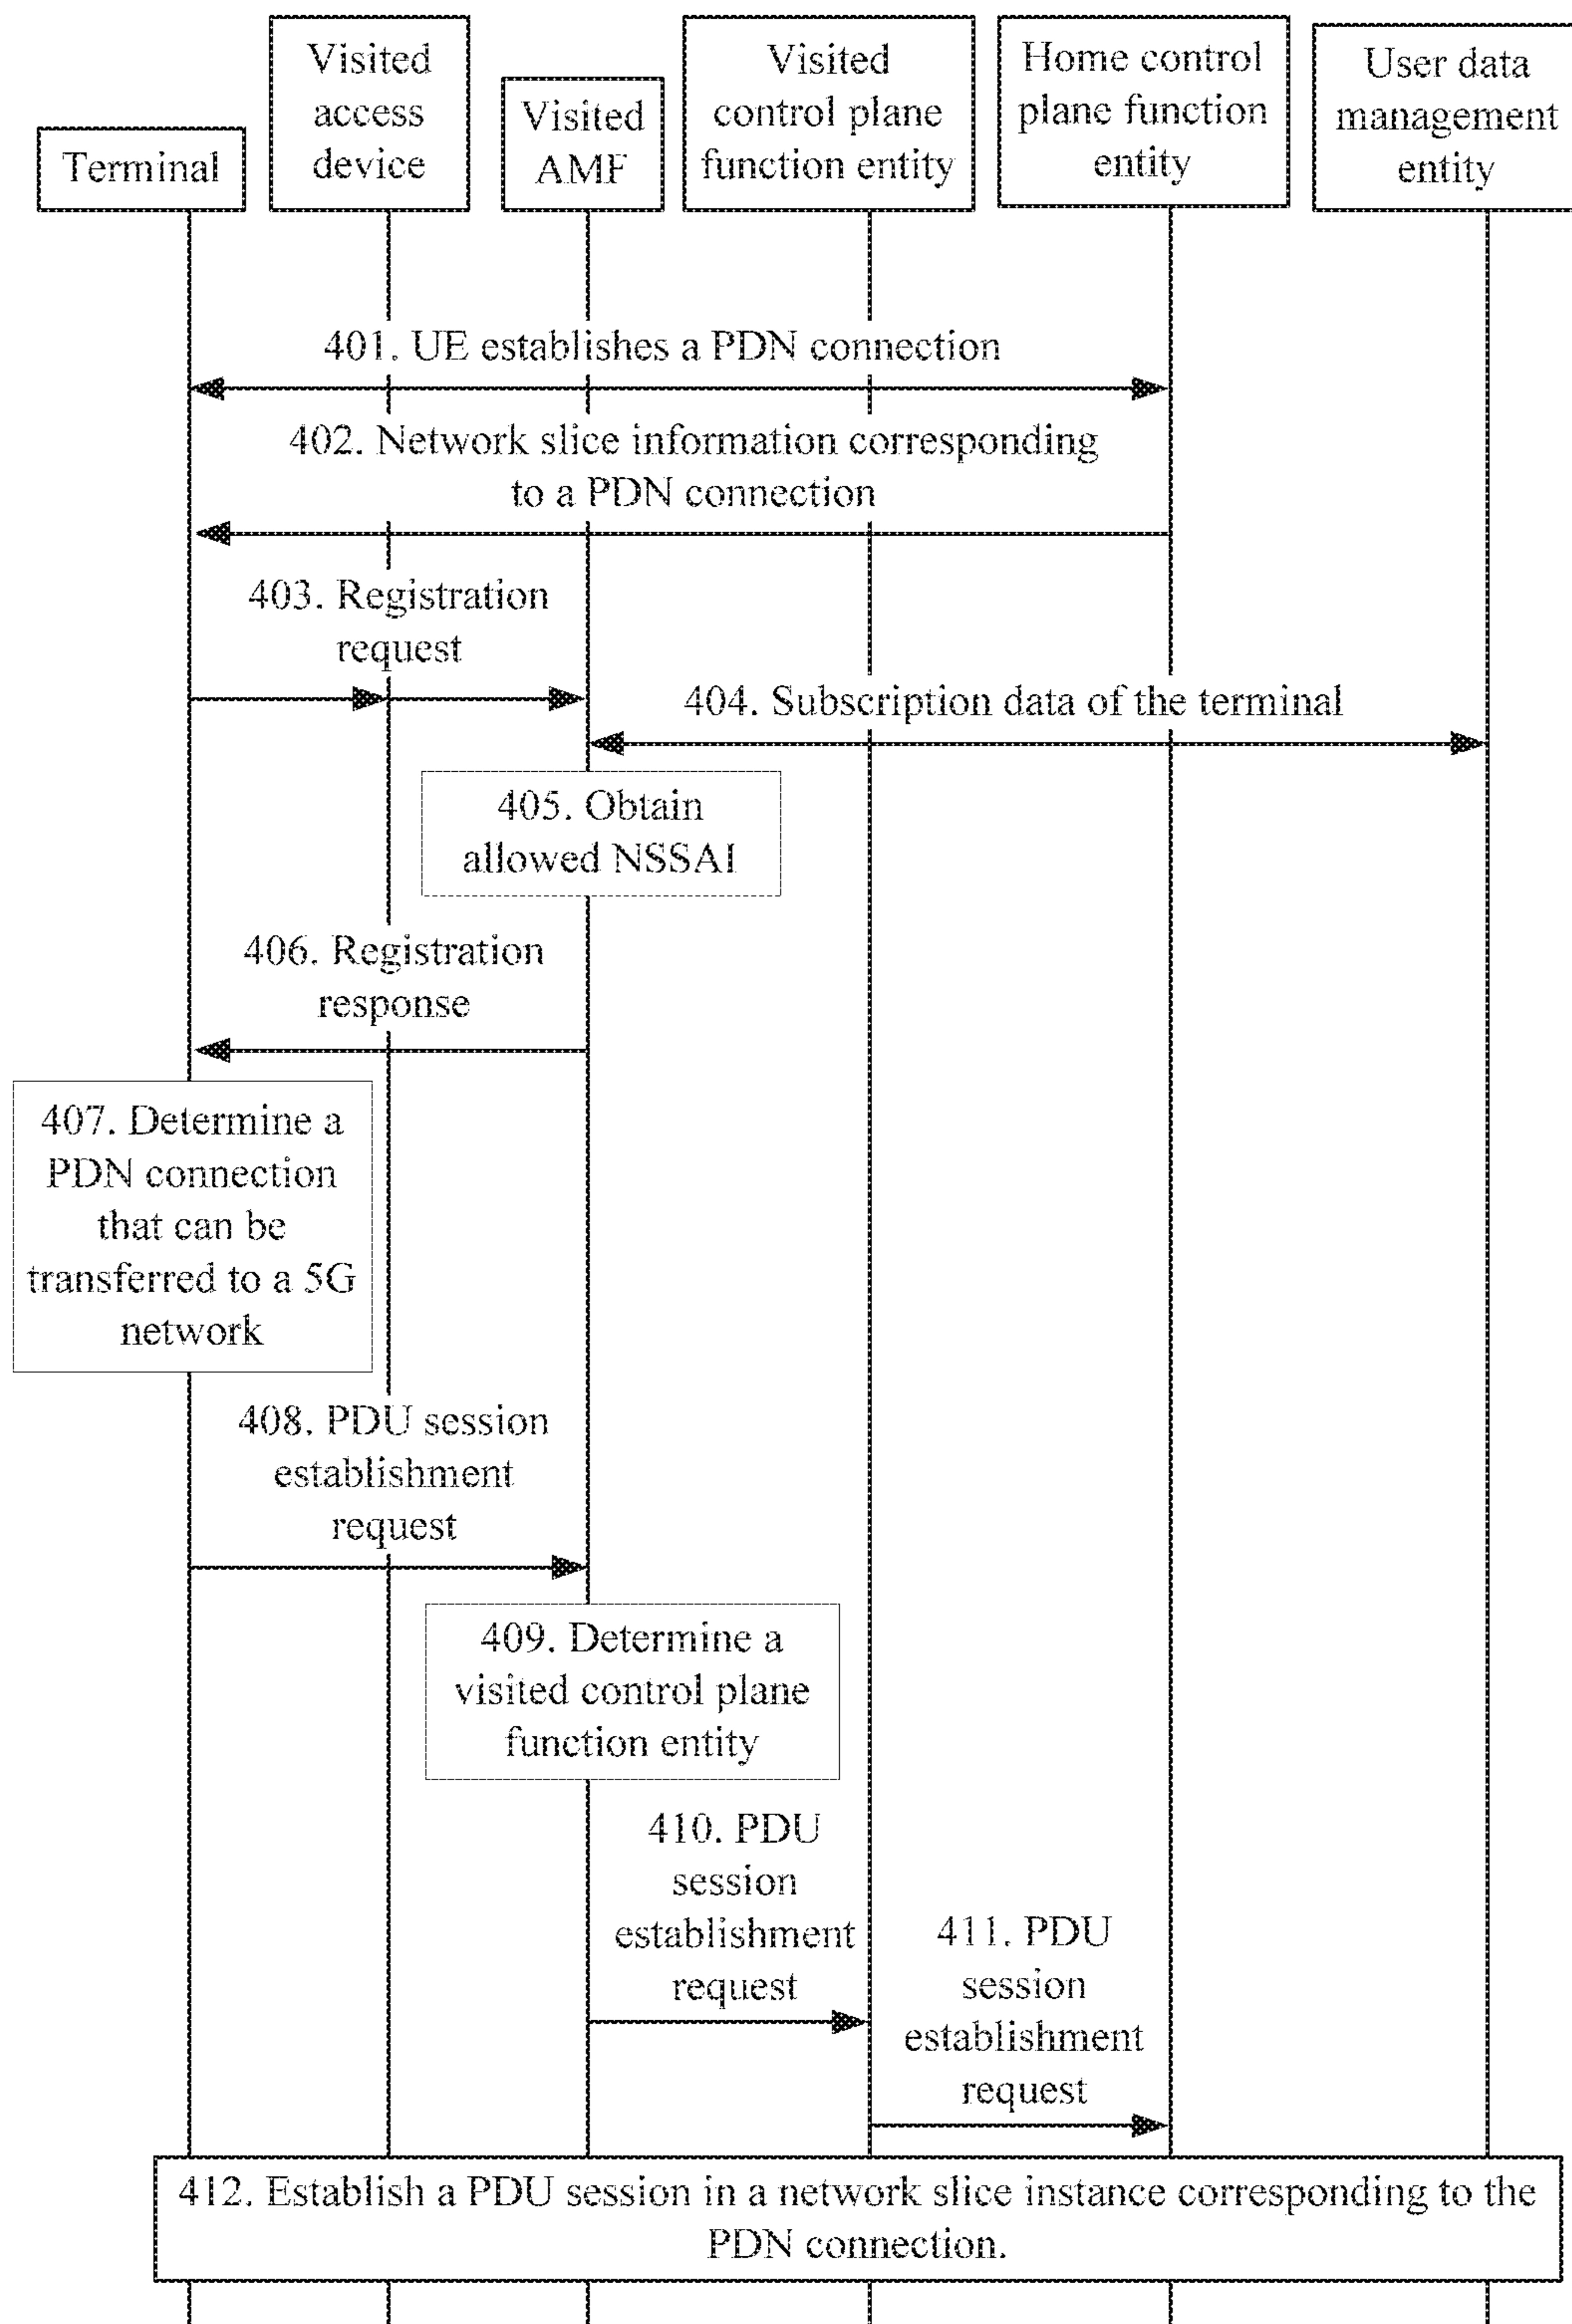 Terminal
Visited
access
device
Visited
AMF
Visited
control plane
function entity
Home control
plane function
entity
User data
management
entity
401. UE establishes a PDN connection
402. Network slice information corresponding
to a PDN connection
403. Registration
request
404. Subscription data of the terminal
405. Obtain
allowed NSSAI
406. Registration
response
407. Determine a
PDN connection
that can be
transferred to a 5G
network
408. PDU session
establishment
request
409. Determine a
visited control plane
function entity
410. PDU
session
establishment
request
411. PDU
session
establishment
request
412. Establish a PDU session in a network slice instance corresponding to the
PDN connection.